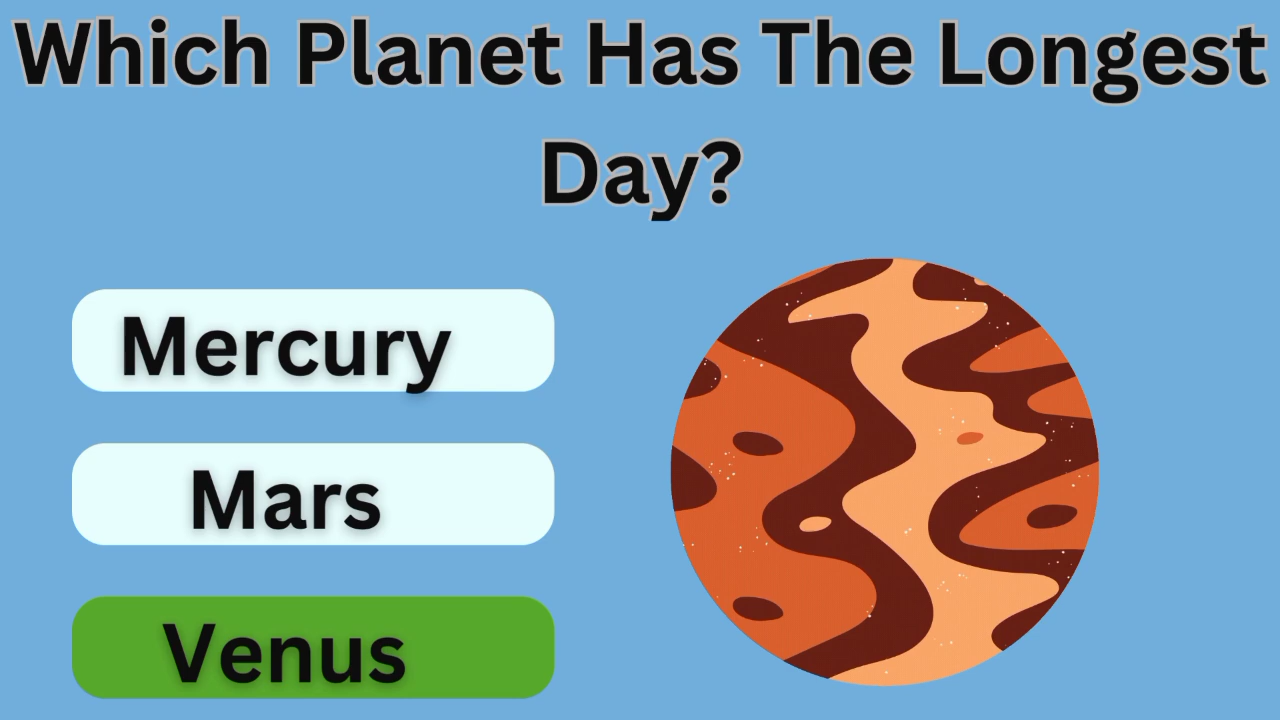 Which Planet Has The Longest
Day?
Mercury
Mars
Venus